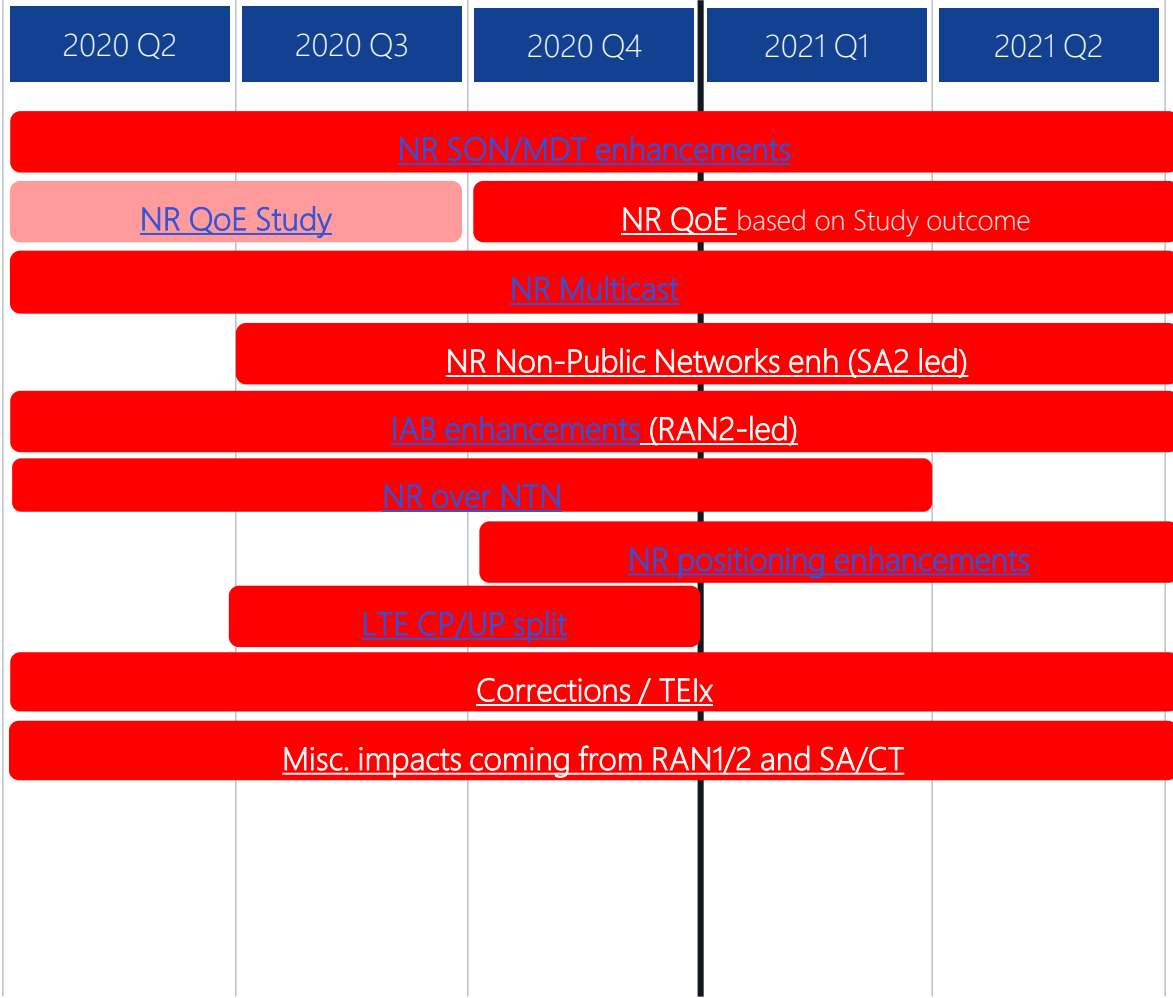 2020 Q2 2020 Q3 2020 Q4 2021 Q1 2021 Q2
NR SON/MDT enhancements
NR QoE Study NR QoE based on Study outcome
NR Multicast
NR Non-Public Networks enh (SA2 led)
IAB enhancements (RAN2-led)
NR over NTN
NR positioning enhancements
LTE CP/UP split
Corrections / TEIx
Misc. impacts coming from RAN1/2 and SA/CT